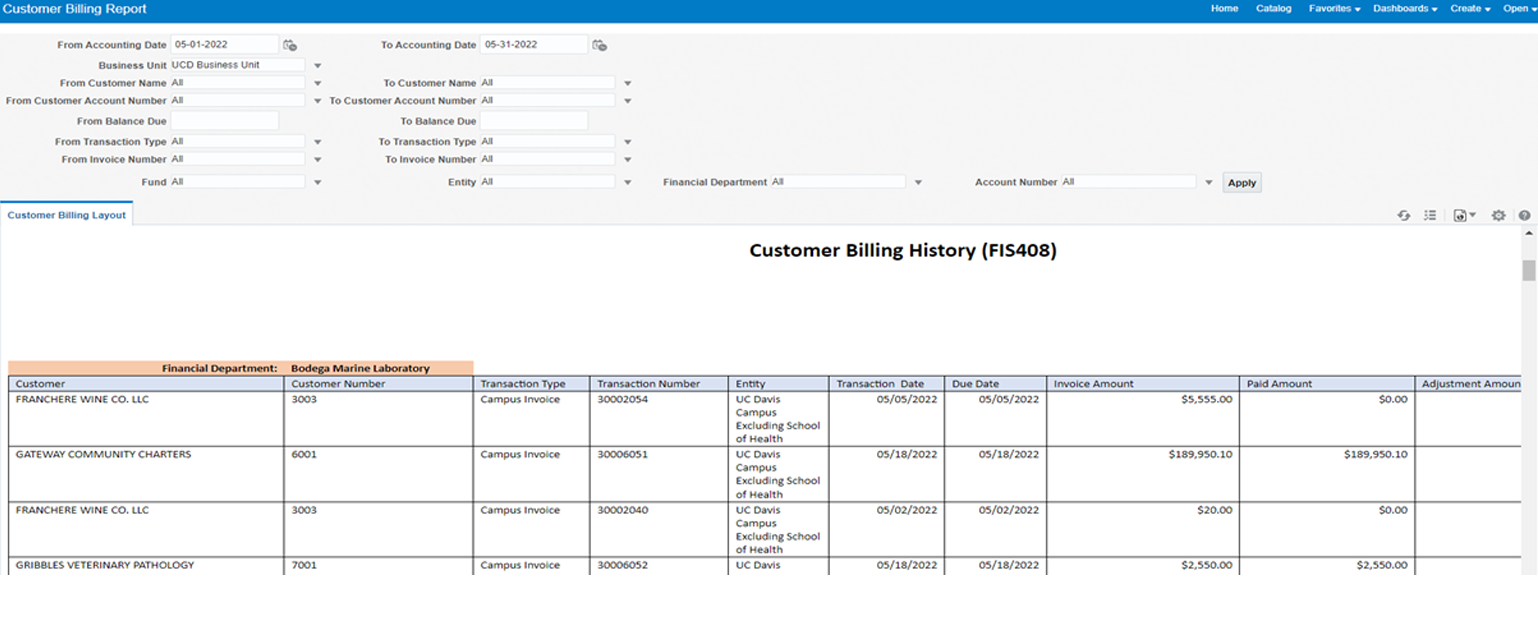 Customer Billing Report Home Catalog Favorites Dashboards Create Open
From Accounting Date 05-01-2022 To Accounting Date 05-31-2022
Business Unit UCD Business Unit
From Customer Name All To Customer Name All
From Customer Account Number All To Customer Account Number All
From Balance Due To Balance Due
From Transaction Type All To Transaction Type All
From Invoice Number All To Invoice Number All
Fund All Entity All Financial Department All Account Number All Apply
Customer Billing Layout
Customer Billing History (FIS408)
Financial Department: Bodega Marine Laboratory
Customer Customer Number Transaction Type Transaction Number Entity Transaction Date Due Date Invoice Amount Paid Amount Adjustment Amoun
FRANCHERE WINE CO. LLC 3003 Campus Invoice 30002054 UC Davis 05/05/2022 05/05/2022 $5,555.00 $0.00
Campus
Excluding School
of Health
GATEWAY COMMUNITY CHARTERS 6001 Campus Invoice 30006051 UC Davis 05/18/2022 05/18/2022 $189,950.10 $189,950.10
Campus
Excluding School
of Health
FRANCHERE WINE CO. LLC 3003 Campus Invoice 30002040 UC Davis 05/02/2022 05/02/2022 $20.00 $0.00
Campus
Excluding School
of Health
GRIBBLES VETERINARY PATHOLOGY 7001 Campus Invoice 30006052 UC Davis 05/18/2022 05/18/2022 $2,550.00 $2,550.00